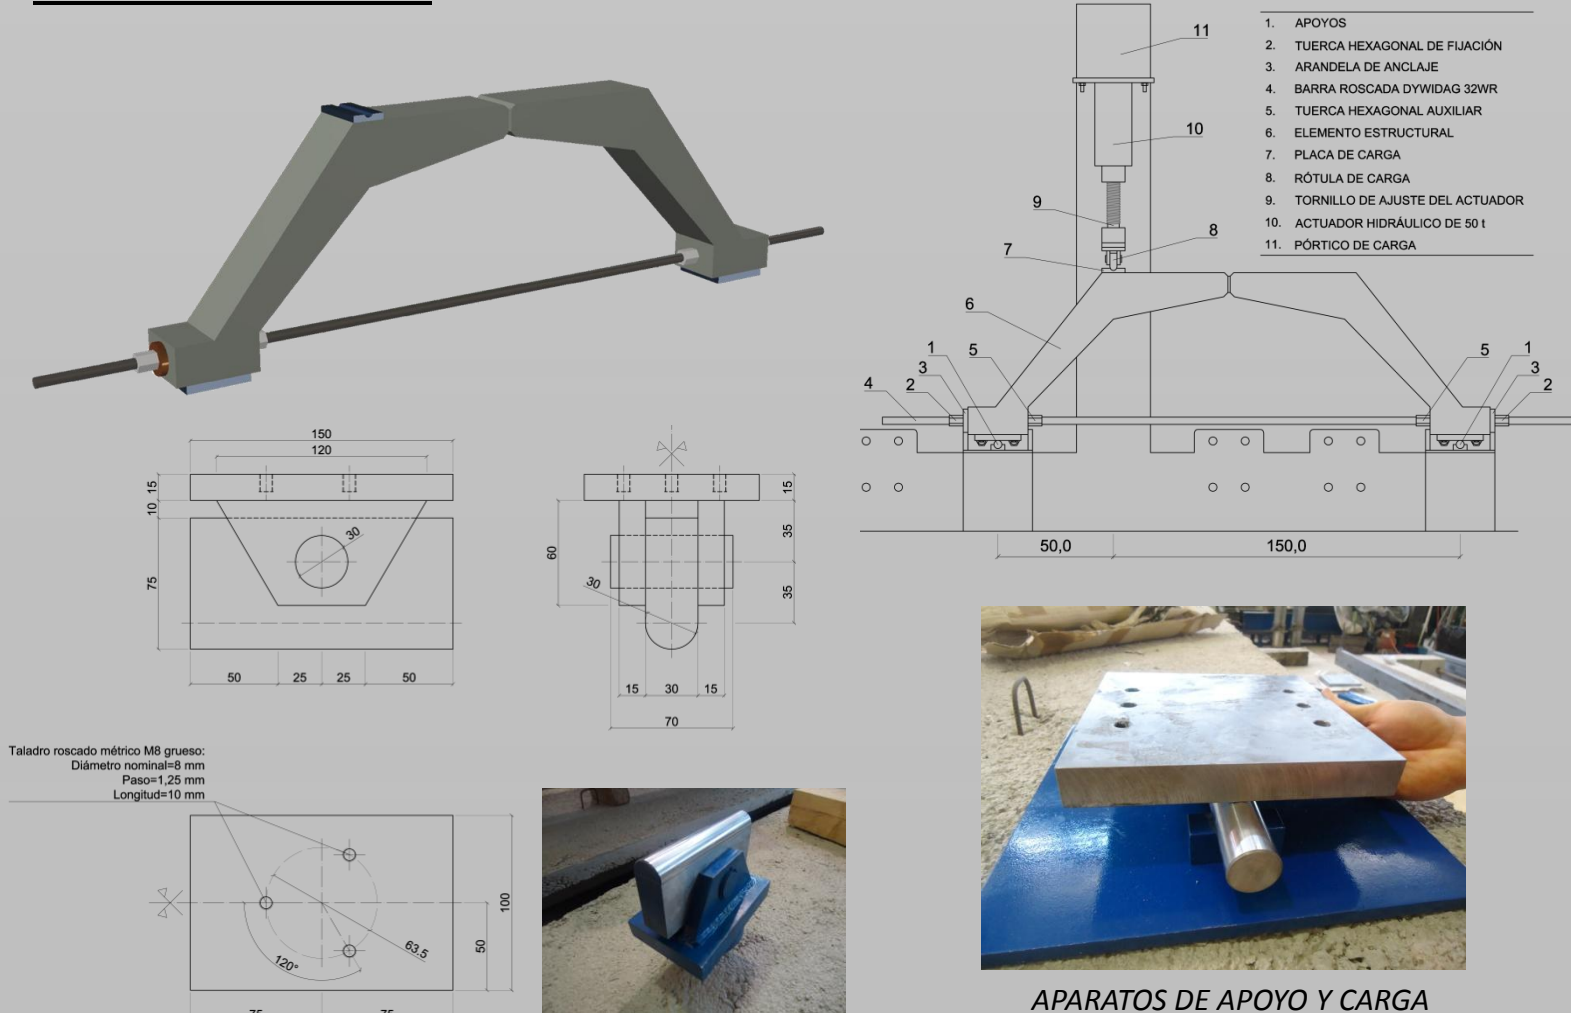 11
10
9
8
7
6
1
5
5
1
3
3
4
2
2
50,0
150,0
1. APOYOS
2. TUERCA HEXAGONAL DE FIJACIÓN
3. ARANDELA DE ANCLAJE
4. BARRA ROSCADA DYWIDAG 32WR
5. TUERCA HEXAGONAL AUXILIAR
6. ELEMENTO ESTRUCTURAL
7. PLACA DE CARGA
8. RÓTULA DE CARGA
9. TORNILLO DE AJUSTE DEL ACTUADOR
10. ACTUADOR HIDRÁULICO DE 50 t
11. PÓRTICO DE CARGA
150
120
15
10
75
30
50
25
25
50
60
30
15
35
35
15
30
15
70
Taladro roscado métrico M8 grueso:
Diámetro nominal=8 mm
Paso=1,25 mm
Longitud=10 mm
120°
63.5
50
100
75
75
APARATOS DE APOYO Y CARGA